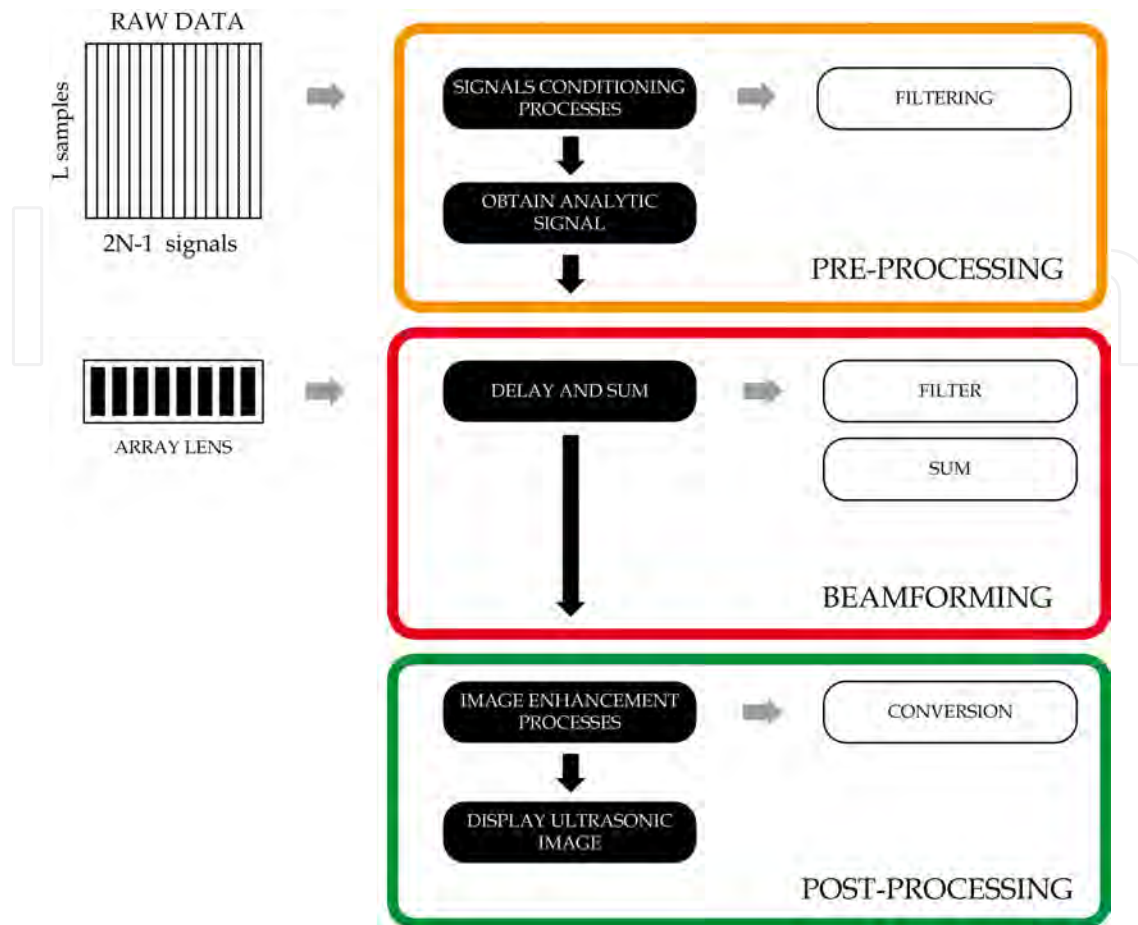 RAW DATA
L samples
2N-1 signals
SIGNALS CONDITIONING
PROCESSES
FILTERING
OBTAIN ANALYTIC
SIGNAL
PRE-PROCESSING
ARRAY LENS
DELAY AND SUM
FILTER
SUM
BEAMFORMING
IMAGE ENHANCEMENT
PROCESSES
CONVERSION
DISPLAY ULTRASONIC
IMAGE
POST-PROCESSING